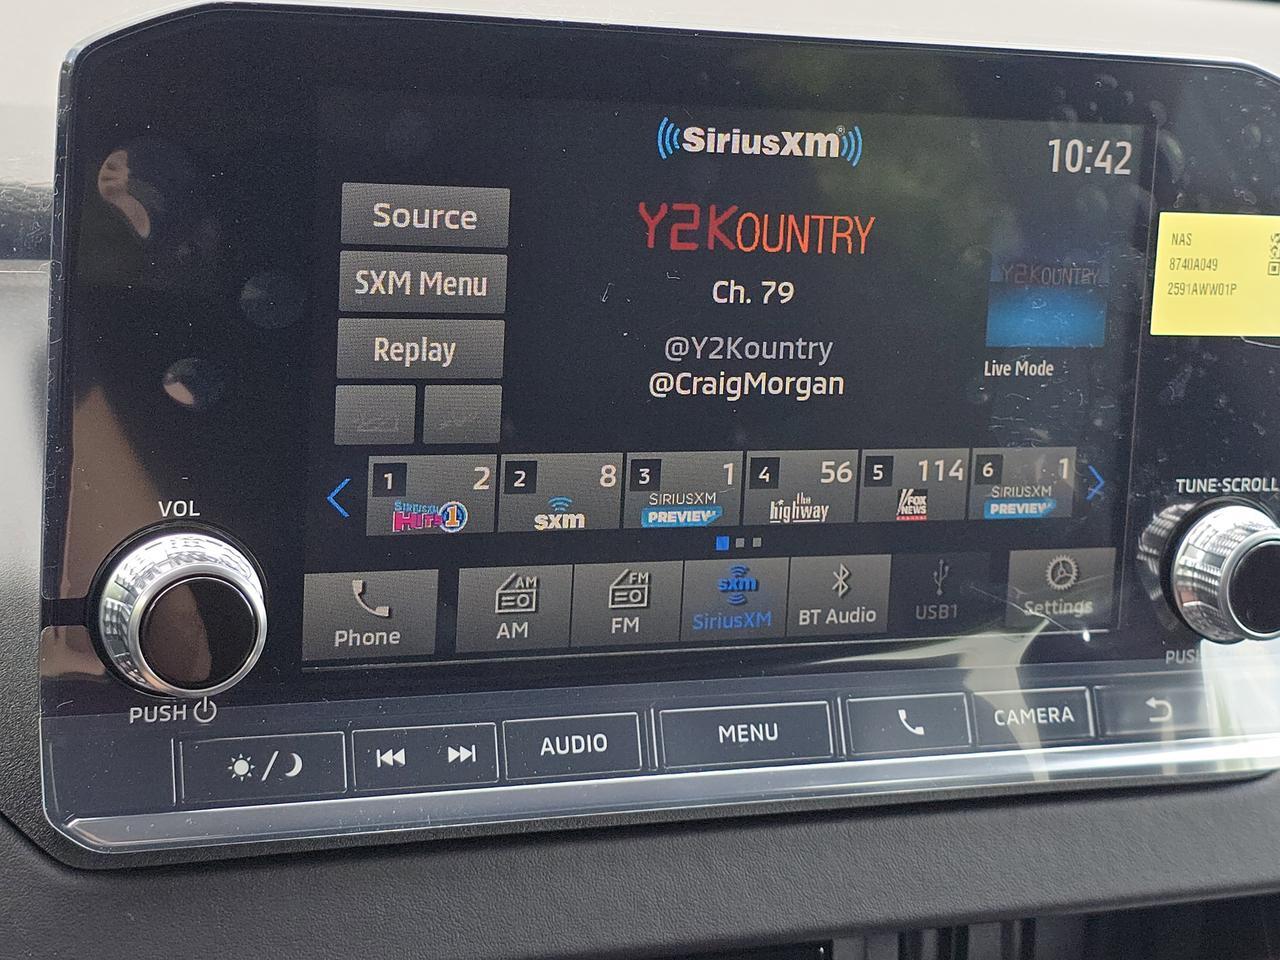 SiriusXM
10:42
Source
SXM Menu
Replay
Y2KOUNTRY
Ch. 79
@Y2Kountry
@CraigMorgan
Y2KOUNTRY
Live Mode
NAS
8740A049
2591AWW01P
1 2
SIRIUSXM HITS 1
2 8
sxm
3 1
SIRIUSXM
PREVIEW
4 56
the highway
5 114
FOX NEWS channel
6 1
SIRIUSXM
PREVIEW
VOL
TUNE·SCROLL
Phone
AM
AM
FM
FM
sxm
SiriusXM
BT Audio
USB1
Settings
PUSH
PUS
AUDIO
MENU
CAMERA